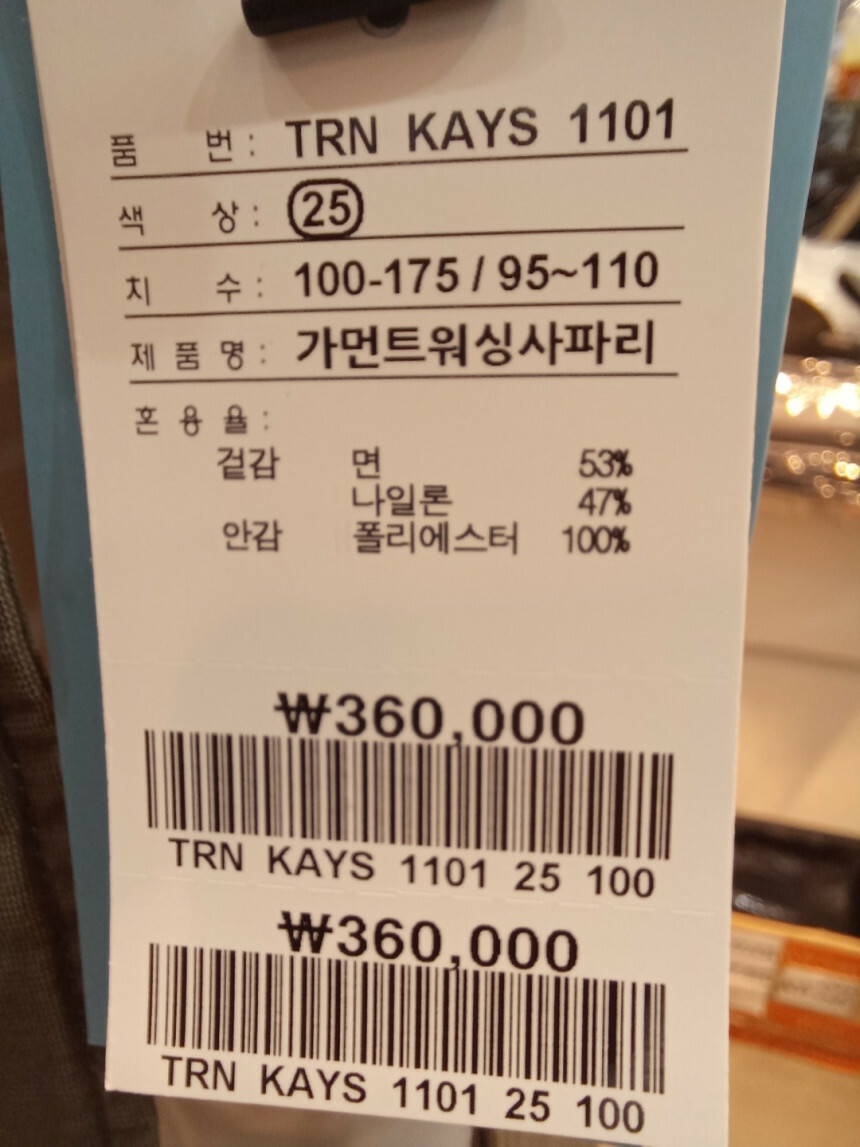 품 번 : TRN KAYS 1101
색 상 : 25
치 수 : 100-175 / 95~110
제 품 명 : 가먼트워싱사파리
혼 용 율 :
겉감 면 53%
나일론 47%
안감 폴리에스터 100%
₩360,000
TRN KAYS 1101 25 100
₩360,000
TRN KAYS 1101 25 100